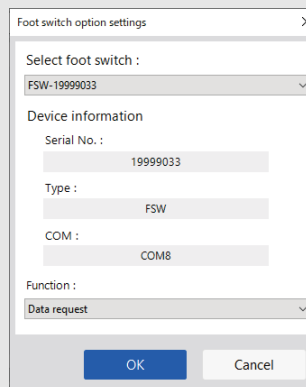 Foot switch option settings
Select foot switch :
FSW-19999033
Device information
Serial No. :
19999033
Type :
FSW
COM :
COM8
Function :
Data request
OK
Cancel